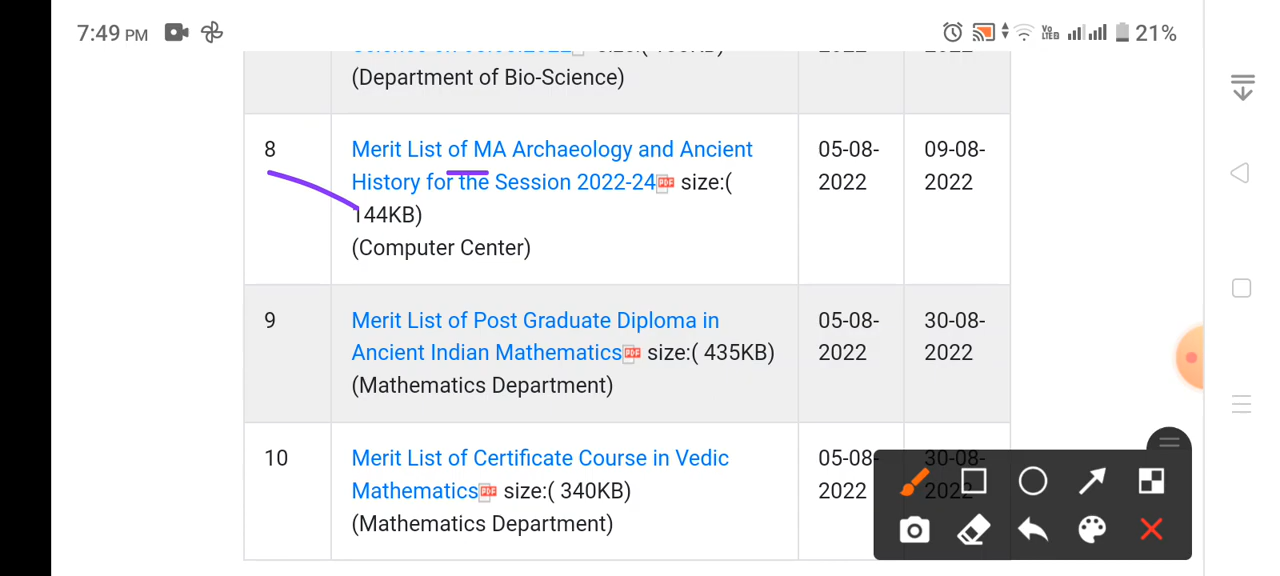 7:49 PM
21%
(Department of Bio-Science)
2022
2022
8
Merit List of MA Archaeology and Ancient
History for the Session 2022-24 size:(
144KB)
(Computer Center)
05-08-
2022
09-08-
2022
9
Merit List of Post Graduate Diploma in
Ancient Indian Mathematics size:( 435KB)
(Mathematics Department)
05-08-
2022
30-08-
2022
10
Merit List of Certificate Course in Vedic
Mathematics size:( 340KB)
(Mathematics Department)
05-08-
2022
30-08-
2022